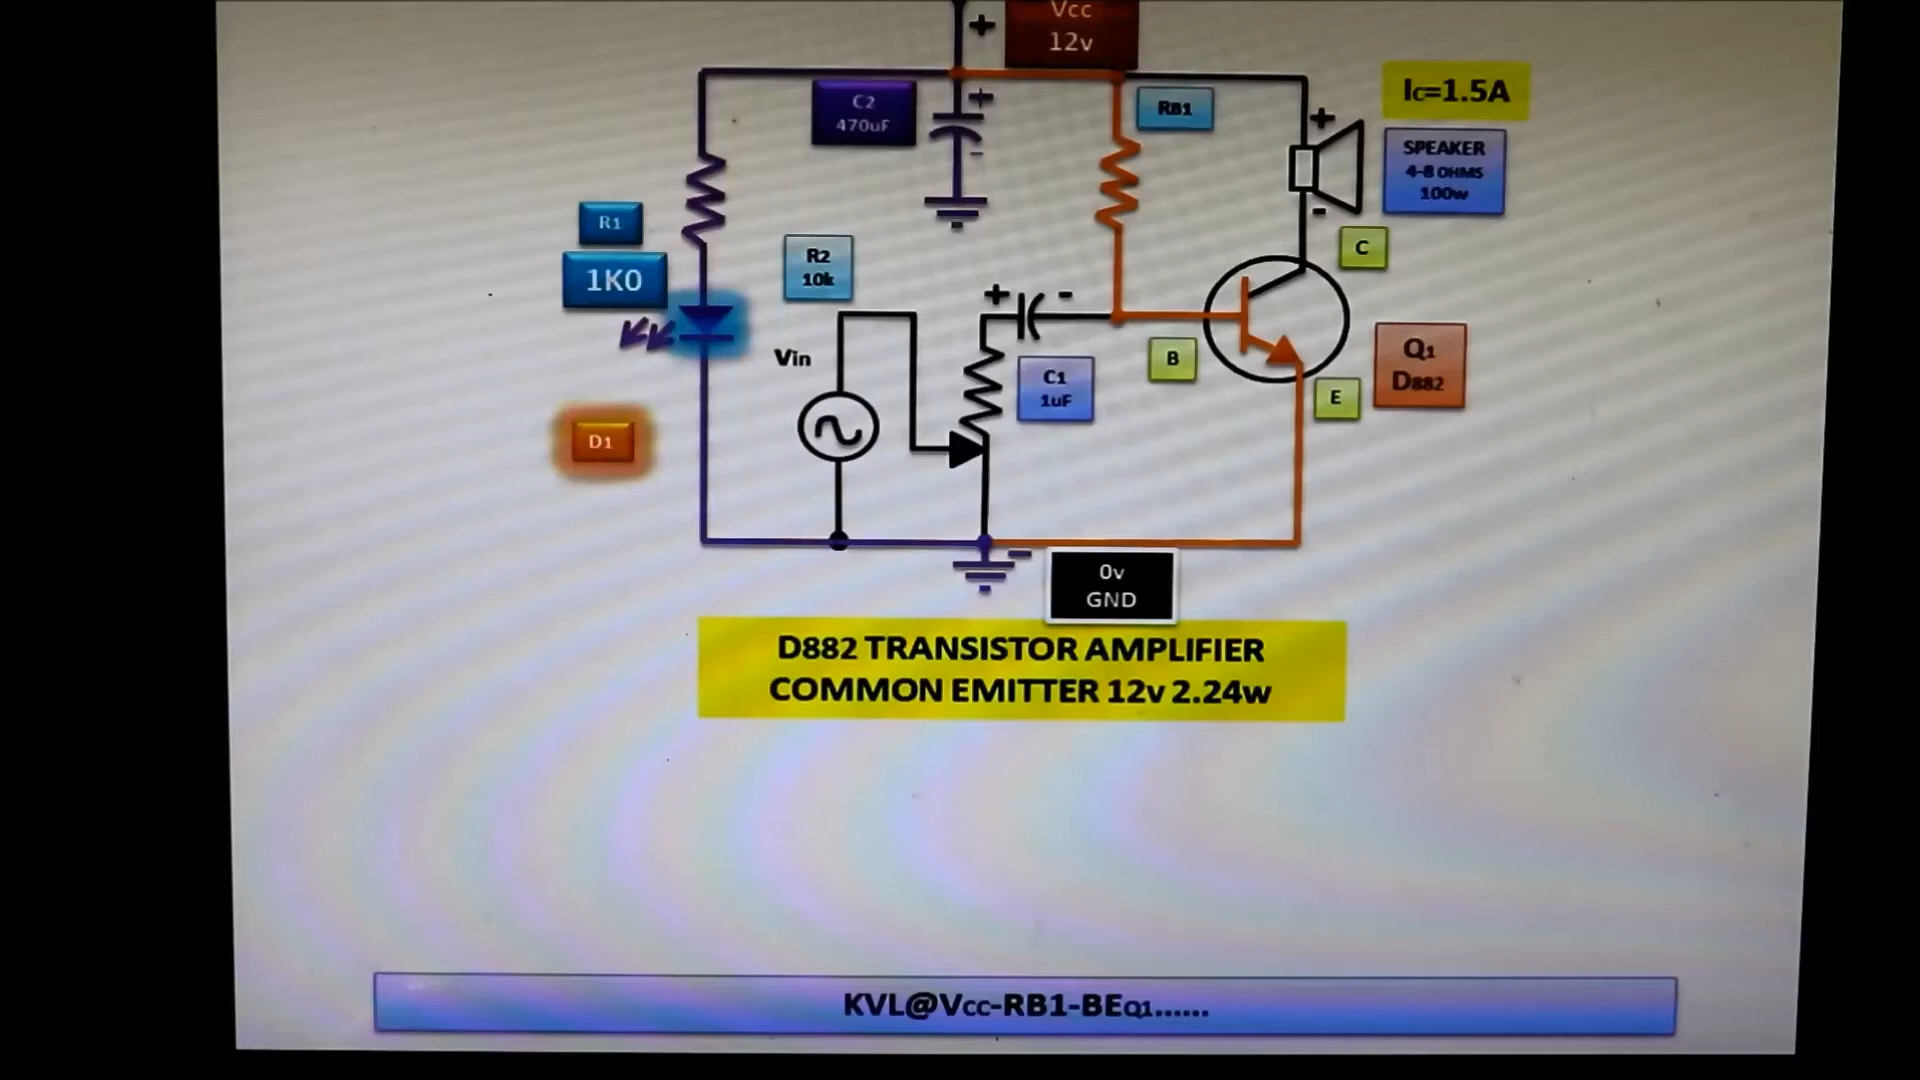 +
Vcc
12v
C2
470uF
+
-
RB1
+
-
IC=1.5A
SPEAKER
4-8 OHMS
100w
R1
1K0
R2
10k
C
+
-
Vin
C1
1uF
B
Q1
D882
E
D1
-
0v
GND
D882 TRANSISTOR AMPLIFIER
COMMON EMITTER 12v 2.24w
KVL@Vcc-RB1-BEQ1......